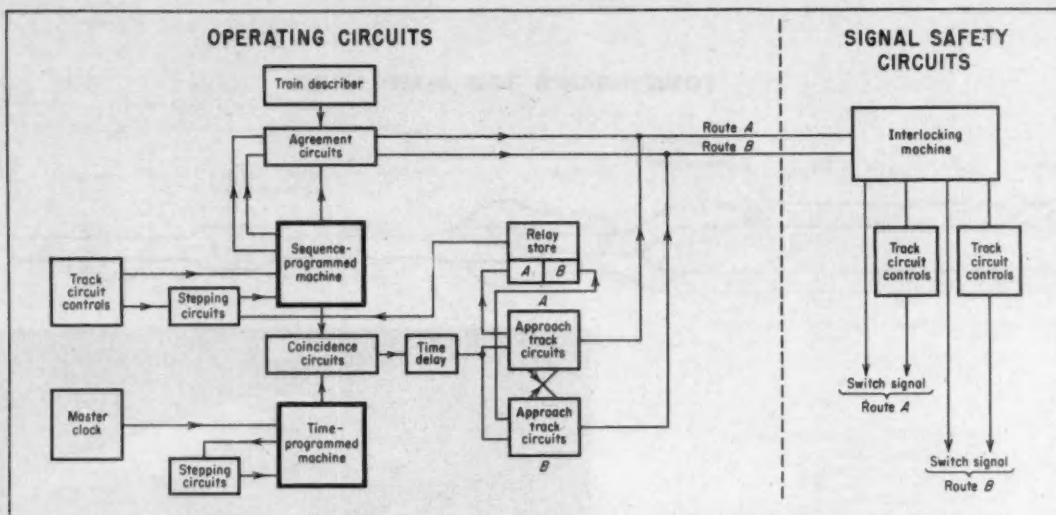 OPERATING CIRCUITS
SIGNAL SAFETY
CIRCUITS
Train describer
Agreement
circuits
Route A
Route B
Interlocking
machine
Sequence-
programmed
machine
Relay
store
A
B
Track
circuit
controls
Track
circuit
controls
Track
circuit
controls
Stepping
circuits
A
Approach
track
circuits
Coincidence
circuits
Time
delay
Switch signal
Route A
Master
clock
Time-
programmed
machine
Approach
track
circuits
Stepping
circuits
B
Switch signal
Route B